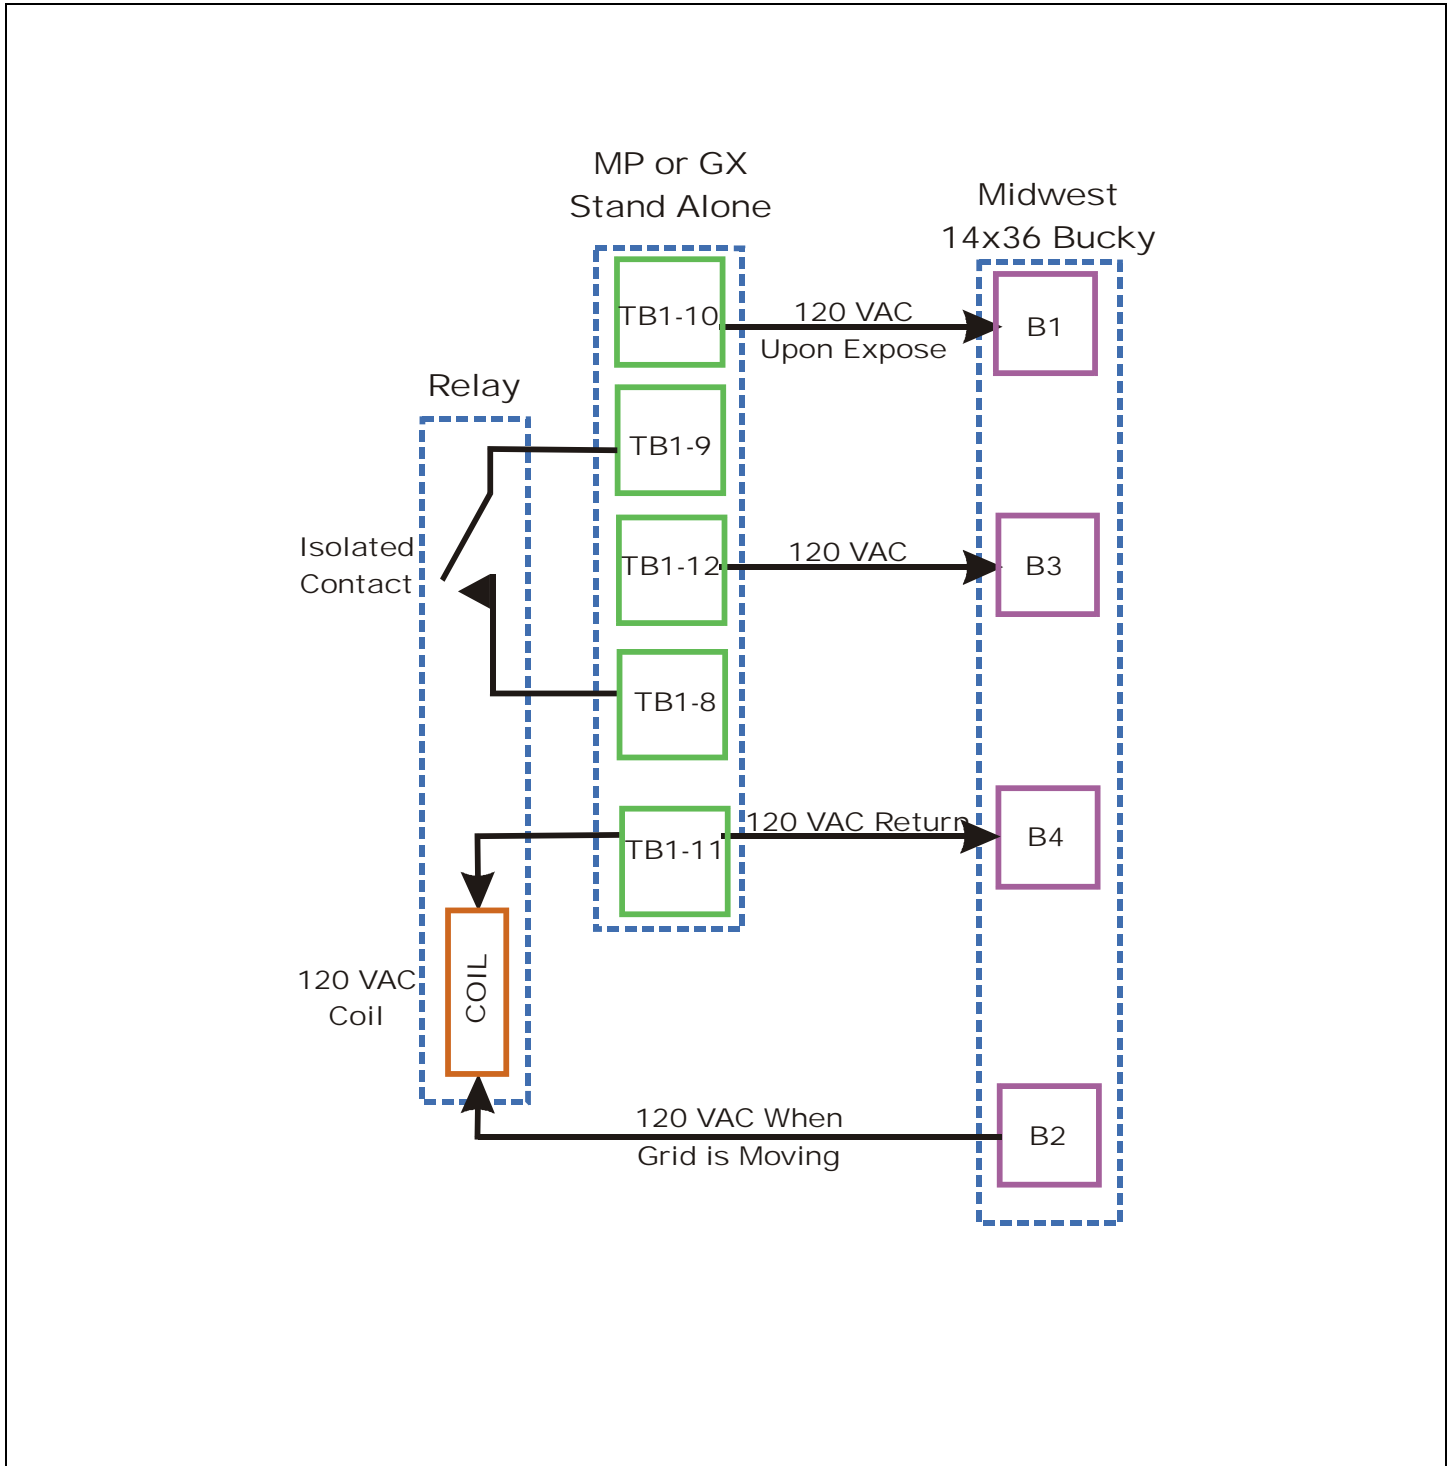 MP or GX
Stand Alone
Midwest
14x36 Bucky
TB1-10
120 VAC
Upon Expose
B1
Relay
TB1-9
Isolated
Contact
TB1-12
120 VAC
B3
TB1-8
TB1-11
120 VAC Return
B4
120 VAC
Coil
COIL
120 VAC When
Grid is Moving
B2